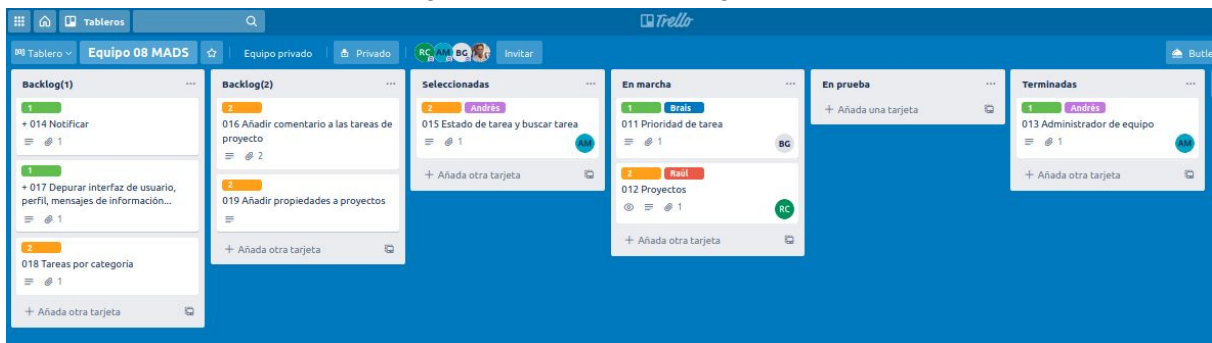 Tableros
Trello
Tablero
Equipo 08 MADS
Equipo privado
Privado
RC AM BG
Invitar
Butle
Backlog(1)
1
+ 014 Notificar
1
1
+ 017 Depurar interfaz de usuario,
perfil, mensajes de información...
1
2
018 Tareas por categoría
1
+ Añada otra tarjeta
Backlog(2)
2
016 Añadir comentario a las tareas de
proyecto
2
2
019 Añadir propiedades a proyectos
+ Añada otra tarjeta
Seleccionadas
2 Andrés
015 Estado de tarea y buscar tarea
1 AM
+ Añada otra tarjeta
En marcha
1 Brais
011 Prioridad de tarea
1 BG
2 Raúl
012 Proyectos
1 RC
+ Añada otra tarjeta
En prueba
+ Añada una tarjeta
Terminadas
1 Andrés
013 Administrador de equipo
1 AM
+ Añada otra tarjeta